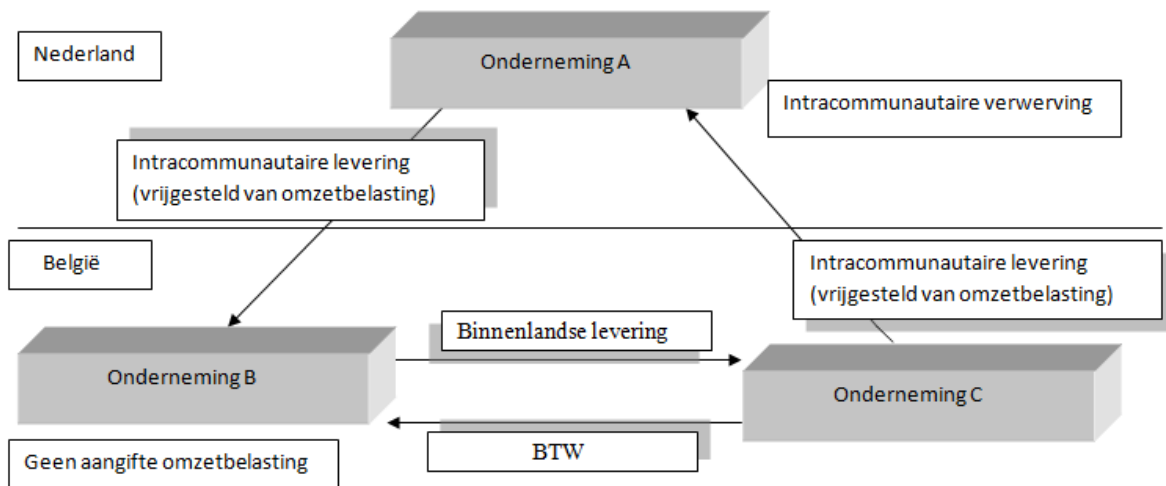 Nederland
Onderneming A
Intracommunautaire verwerving
Intracommunautaire levering
(vrijgesteld van omzetbelasting)
België
Intracommunautaire levering
(vrijgesteld van omzetbelasting)
Binnenlandse levering
Onderneming B
Onderneming C
BTW
Geen aangifte omzetbelasting